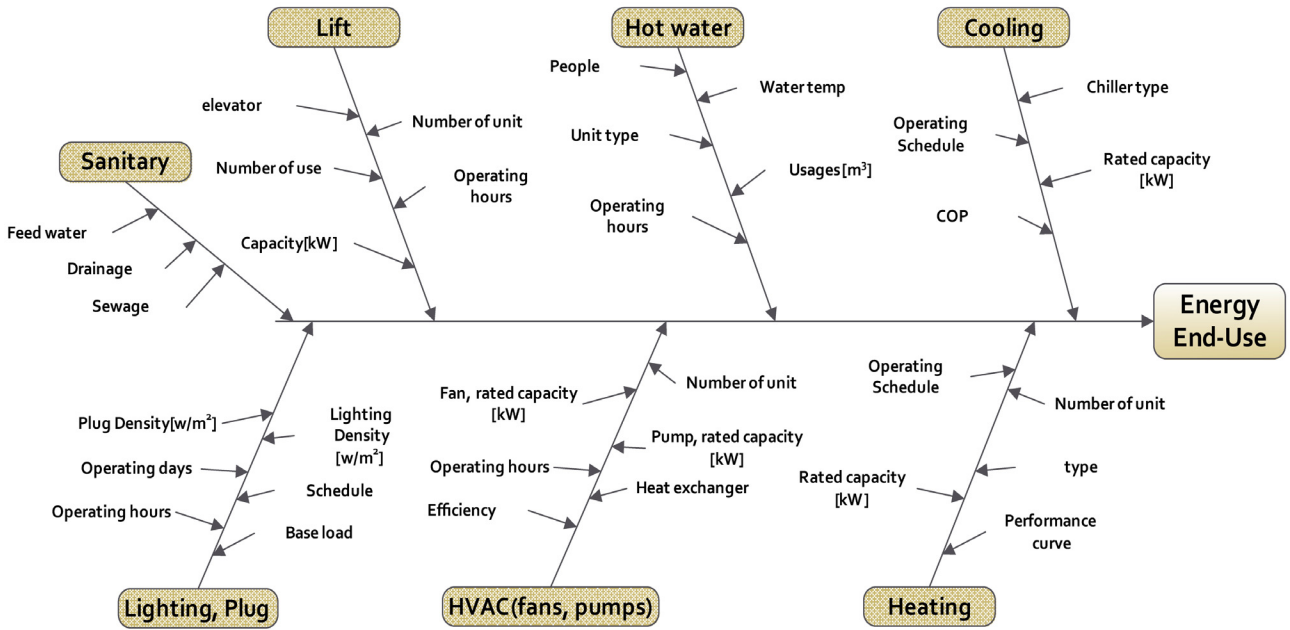 Lift
Hot water
Cooling
People
Water temp
Chiller type
elevator
Number of unit
Operating
Schedule
Unit type
Sanitary
Number of use
Operating
hours
Usages[m³]
Rated capacity
[kW]
Operating
hours
COP
Feed water
Capacity[kW]
Drainage
Sewage
Energy
End-Use
Operating
Schedule
Number of unit
Fan, rated capacity
[kW]
Number of unit
Plug Density[w/m²]
Lighting
Density
[w/m²]
Pump, rated capacity
[kW]
Operating days
Operating hours
type
Rated capacity
[kW]
Schedule
Heat exchanger
Operating hours
Efficiency
Performance
curve
Base load
Lighting, Plug
HVAC(fans, pumps)
Heating